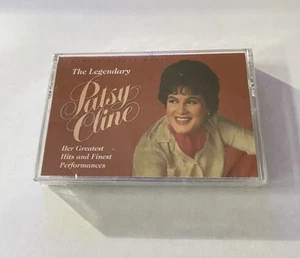 The Legendary
Patsy
Cline
Her Greatest
Hits and Finest
Performances